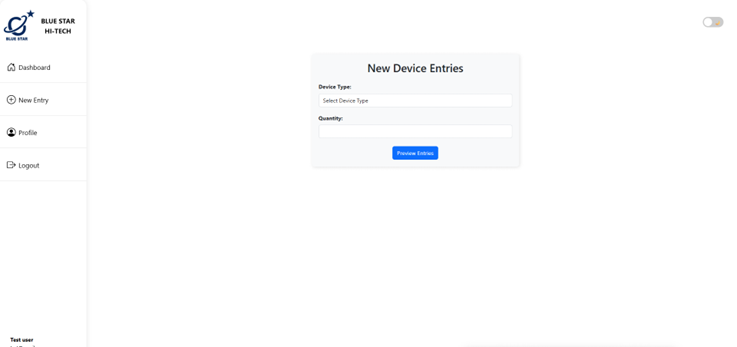 BLUE STAR
HI-TECH
BLUE STAR
Dashboard
New Entry
Profile
Logout
New Device Entries
Device Type:
Select Device Type
Quantity:
Preview Entries
Test user